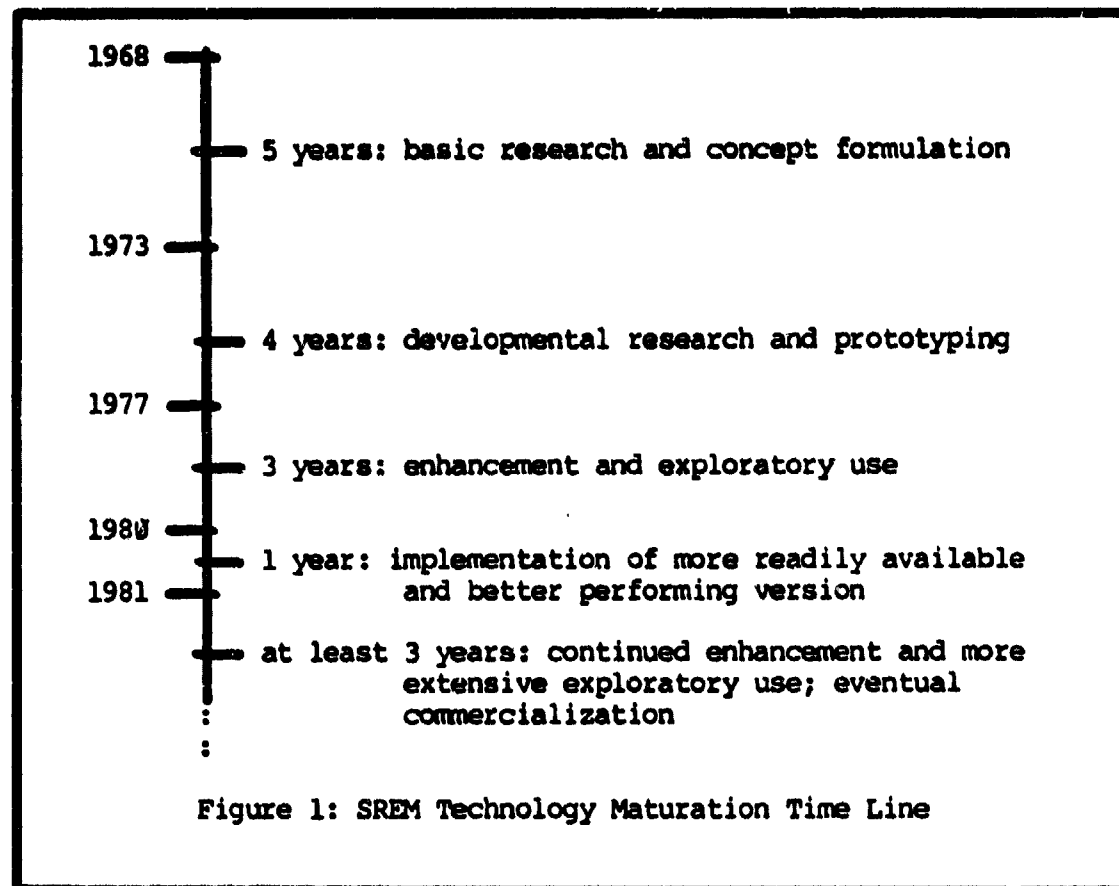 1968
5 years: basic research and concept formulation
1973
4 years: developmental research and prototyping
1977
3 years: enhancement and exploratory use
1980
1 year: implementation of more readily available
1981 and better performing version
at least 3 years: continued enhancement and more
extensive exploratory use; eventual
commercialization
Figure 1: SREM Technology Maturation Time Line